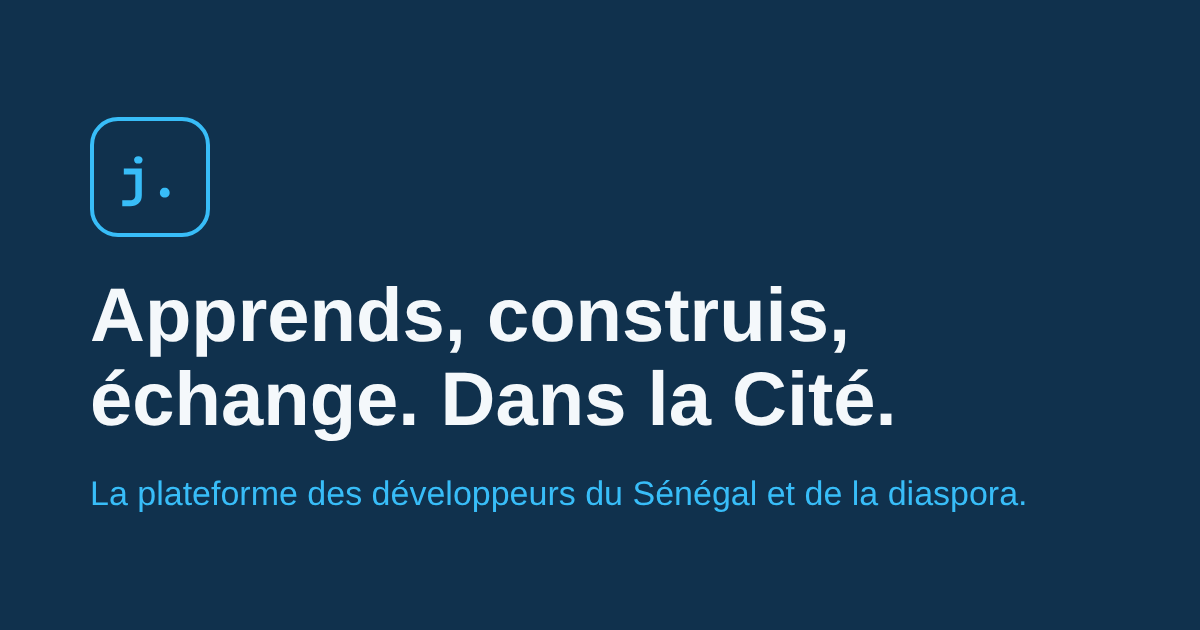 j.
Apprends, construis,
échange. Dans la Cité.
La plateforme des développeurs du Sénégal et de la diaspora.